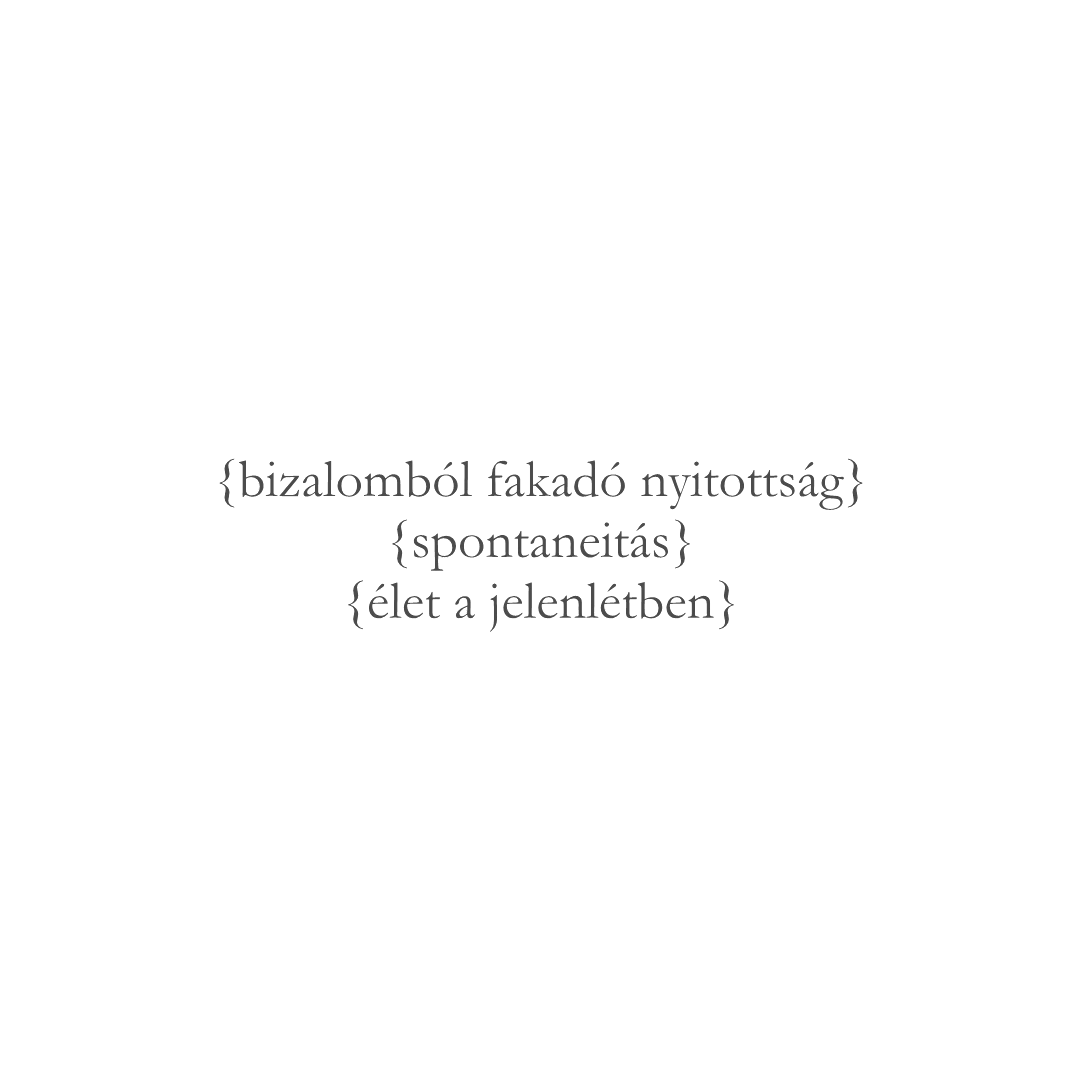 {bizalomból fakadó nyitottság}
{spontaneitás}
{élet a jelenlétben}